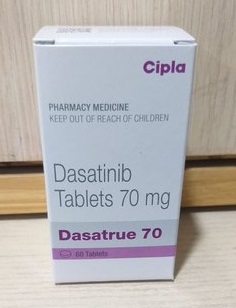 Cipla
PHARMACY MEDICINE
KEEP OUT OF REACH OF CHILDREN
Dasatinib
Tablets 70 mg
Dasatrue 70
60 Tablets